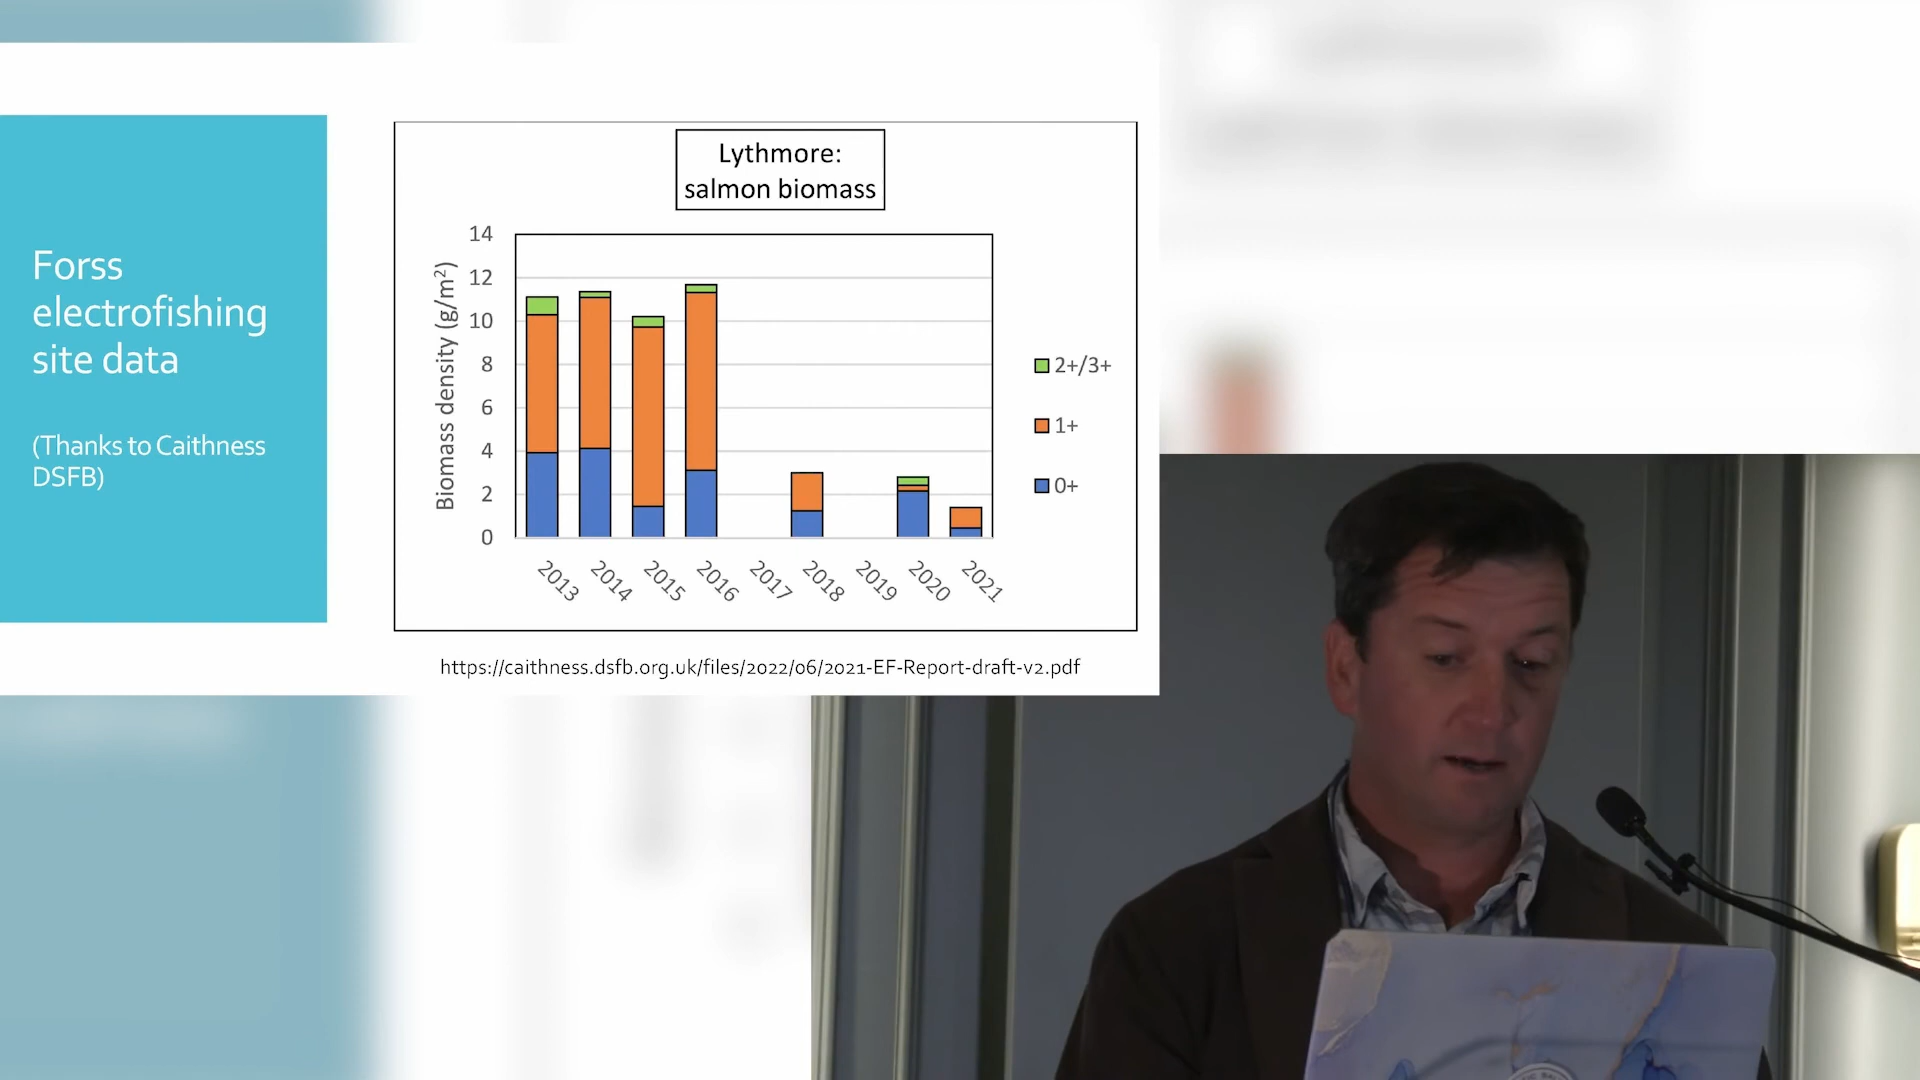 Forss
electrofishing
site data
(Thanks to Caithness
DSFB)
Lythmore:
salmon biomass
Biomass density (g/m²)
14
12
10
8
6
4
2
0
2013
2014
2015
2016
2017
2018
2019
2020
2021
2+/3+
1+
0+
https://caithness.dsfb.org.uk/files/2022/06/2021-EF-Report-draft-v2.pdf